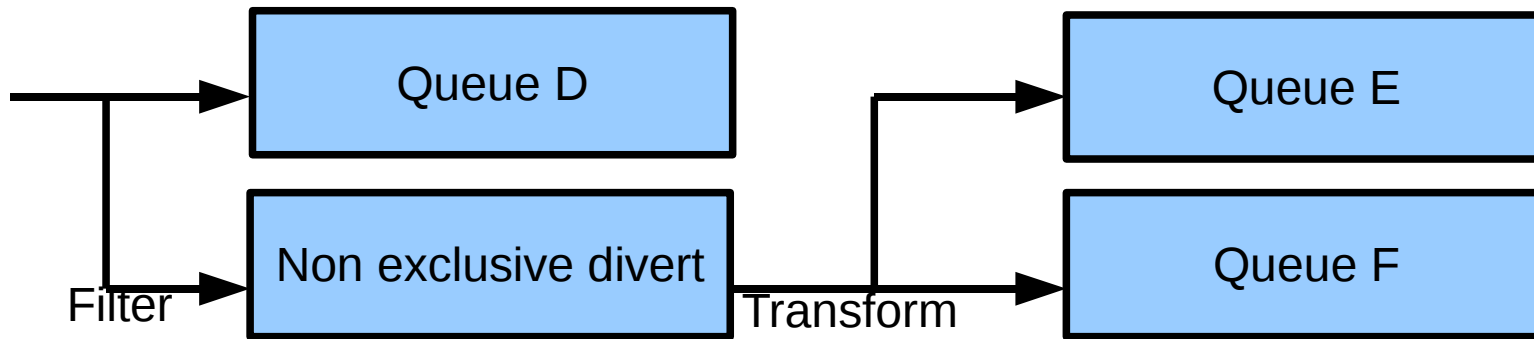 Queue D
Queue E
Non exclusive divert
Queue F
Filter
Transform